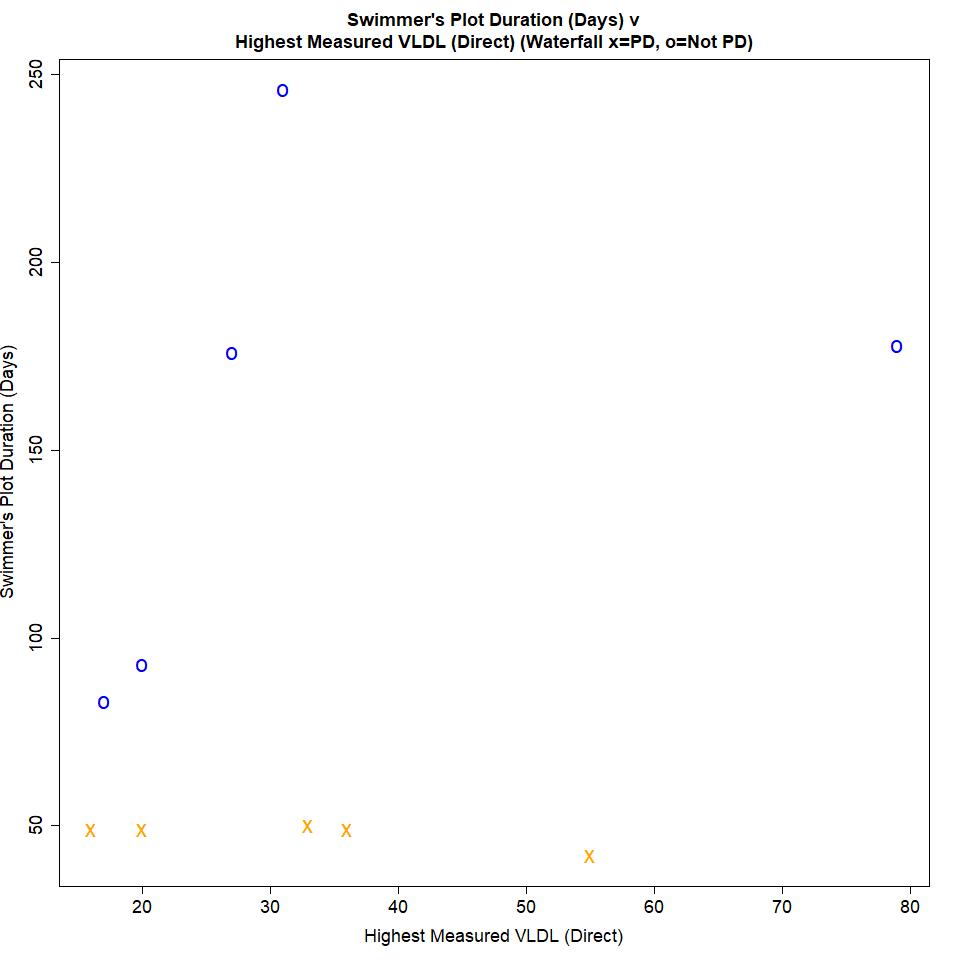 Swimmer's Plot Duration (Days) v
Highest Measured VLDL (Direct) (Waterfall x=PD, o=Not PD)
Swimmer's Plot Duration (Days)
250
200
150
100
50
o
o
o
o
o
x
x
x
x
x
20 30 40 50 60 70 80
Highest Measured VLDL (Direct)